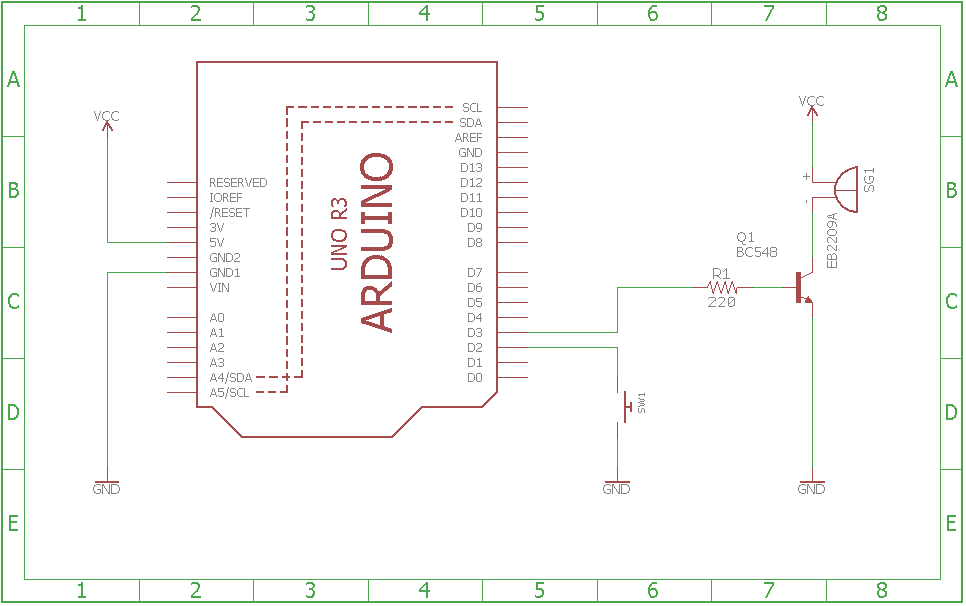 1 2 3 4 5 6 7 8
A A
B B
C C
D D
E E
VCC
GND
RESERVED
IOREF
/RESET
3V
5V
GND2
GND1
VIN
A0
A1
A2
A3
A4/SDA
A5/SCL
UNO R3
ARDUINO
SCL
SDA
AREF
GND
D13
D12
D11
D10
D9
D8
D7
D6
D5
D4
D3
D2
D1
D0
SW1
GND
R1
220
Q1
BC548
VCC
+
-
SG1
EB2209A
GND
1 2 3 4 5 6 7 8